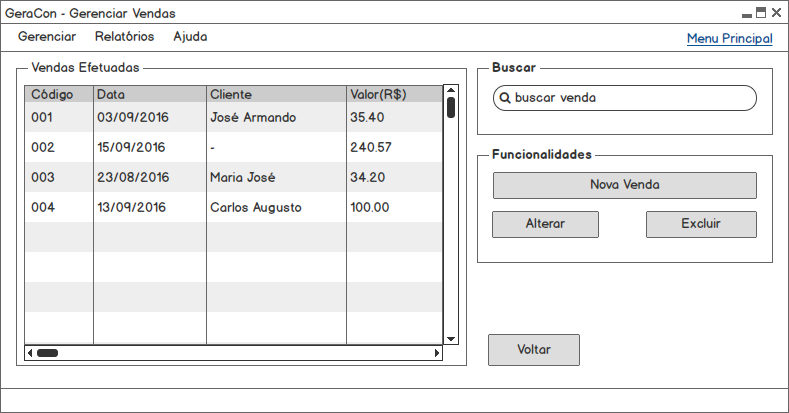 GeraCon - Gerenciar Vendas
Gerenciar Relatórios Ajuda Menu Principal
Vendas Efetuadas
Código Data Cliente Valor(R$)
001 03/09/2016 José Armando 35.40
002 15/09/2016 - 240.57
003 23/08/2016 Maria José 34.20
004 13/09/2016 Carlos Augusto 100.00
Buscar
buscar venda
Funcionalidades
Nova Venda
Alterar Excluir
Voltar